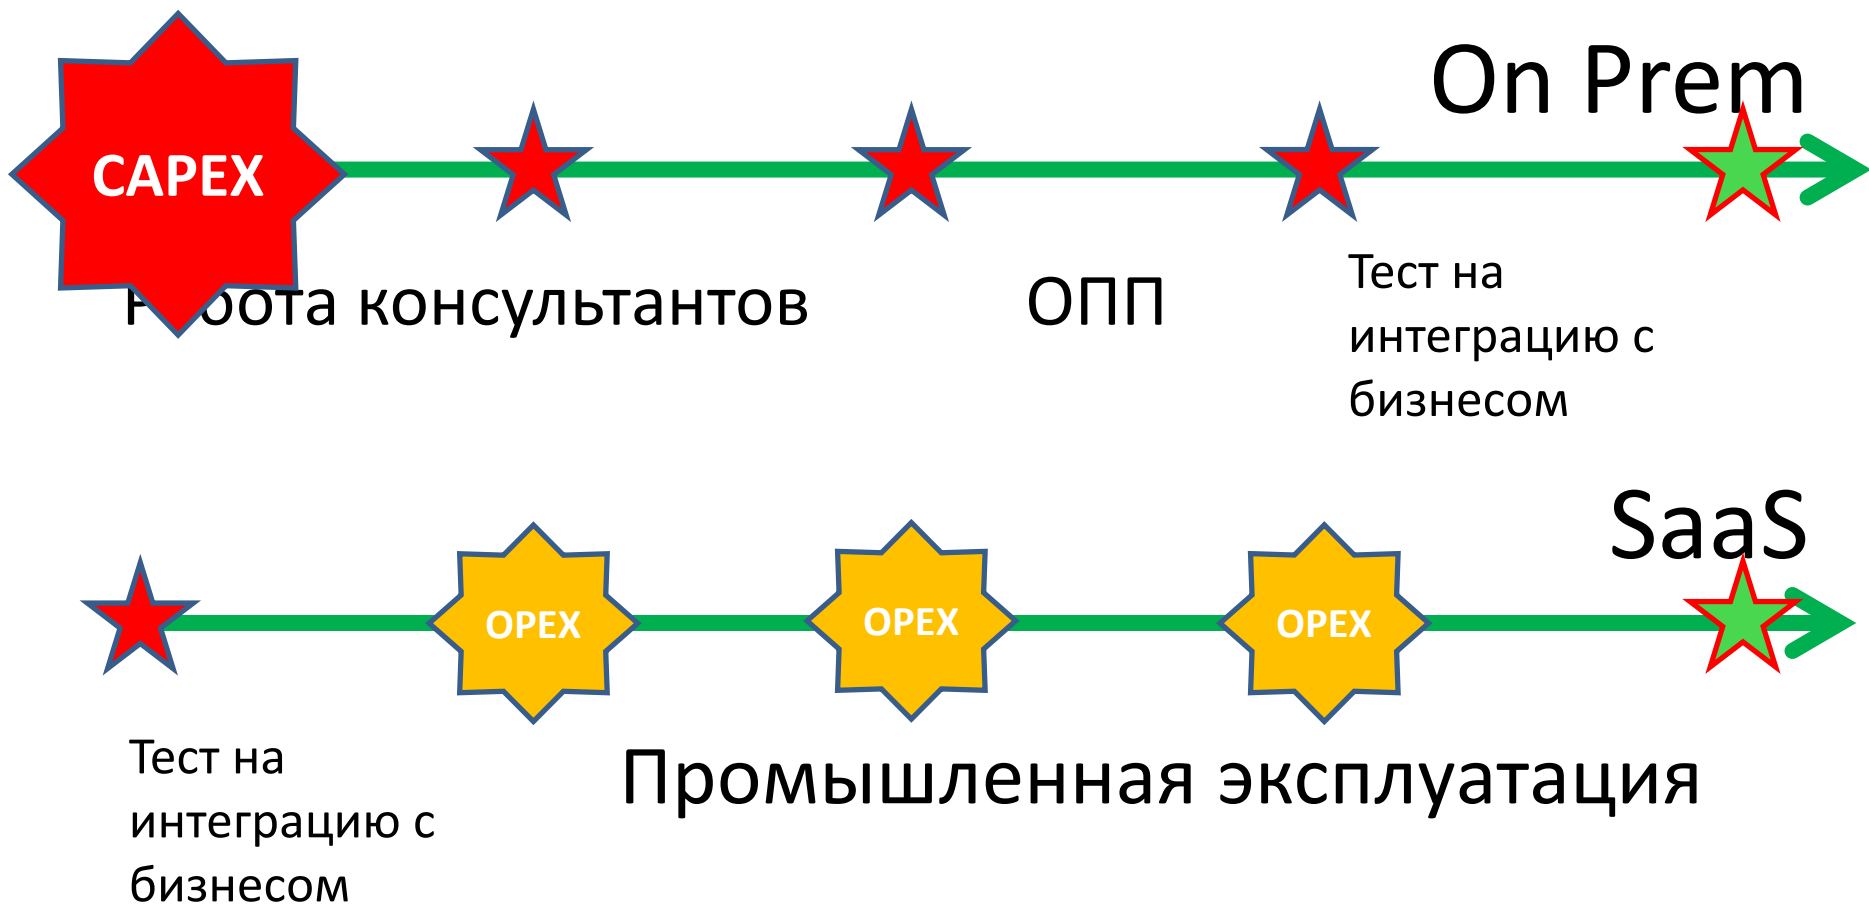 On Prem
CAPEX
Работа консультантов
ОПП
Тест на
интеграцию с
бизнесом
SaaS
OPEX
OPEX
OPEX
Тест на
интеграцию с
бизнесом
Промышленная эксплуатация